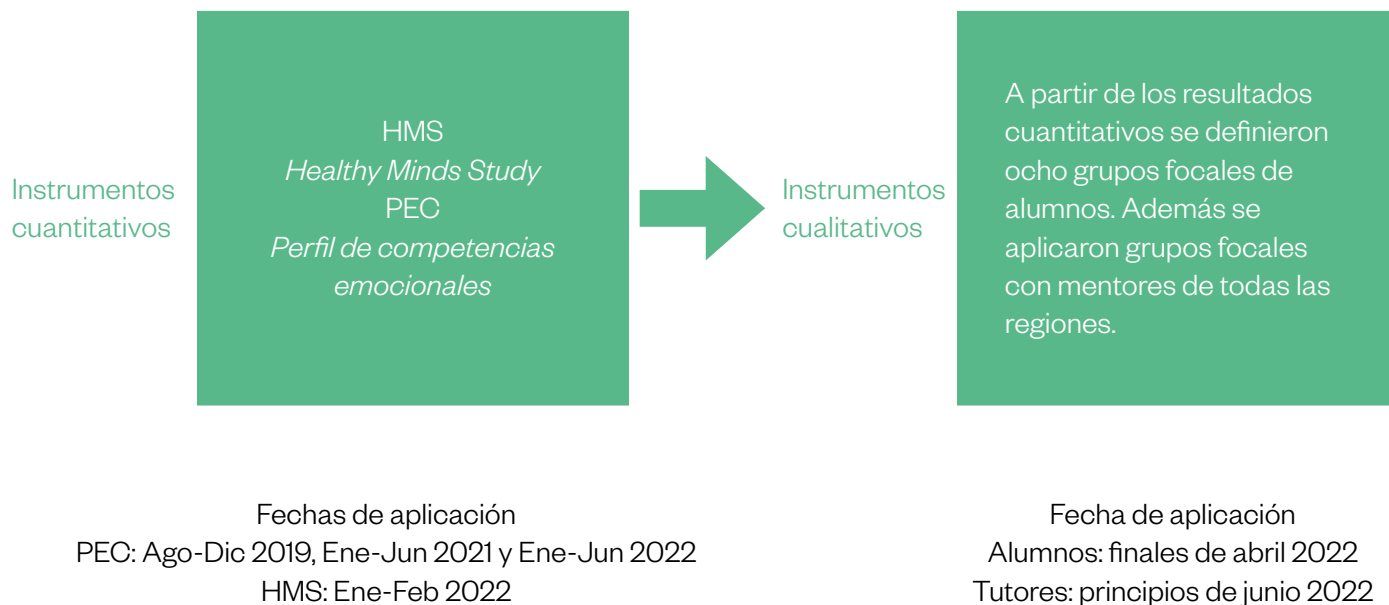 Instrumentos
cuantitativos
HMS
Healthy Minds Study
PEC
Perfil de competencias
emocionales
Instrumentos
cualitativos
A partir de los resultados
cuantitativos se definieron
ocho grupos focales de
alumnos. Además se
aplicaron grupos focales
con mentores de todas las
regiones.
Fechas de aplicación
PEC: Ago-Dic 2019, Ene-Jun 2021 y Ene-Jun 2022
HMS: Ene-Feb 2022
Fecha de aplicación
Alumnos: finales de abril 2022
Tutores: principios de junio 2022